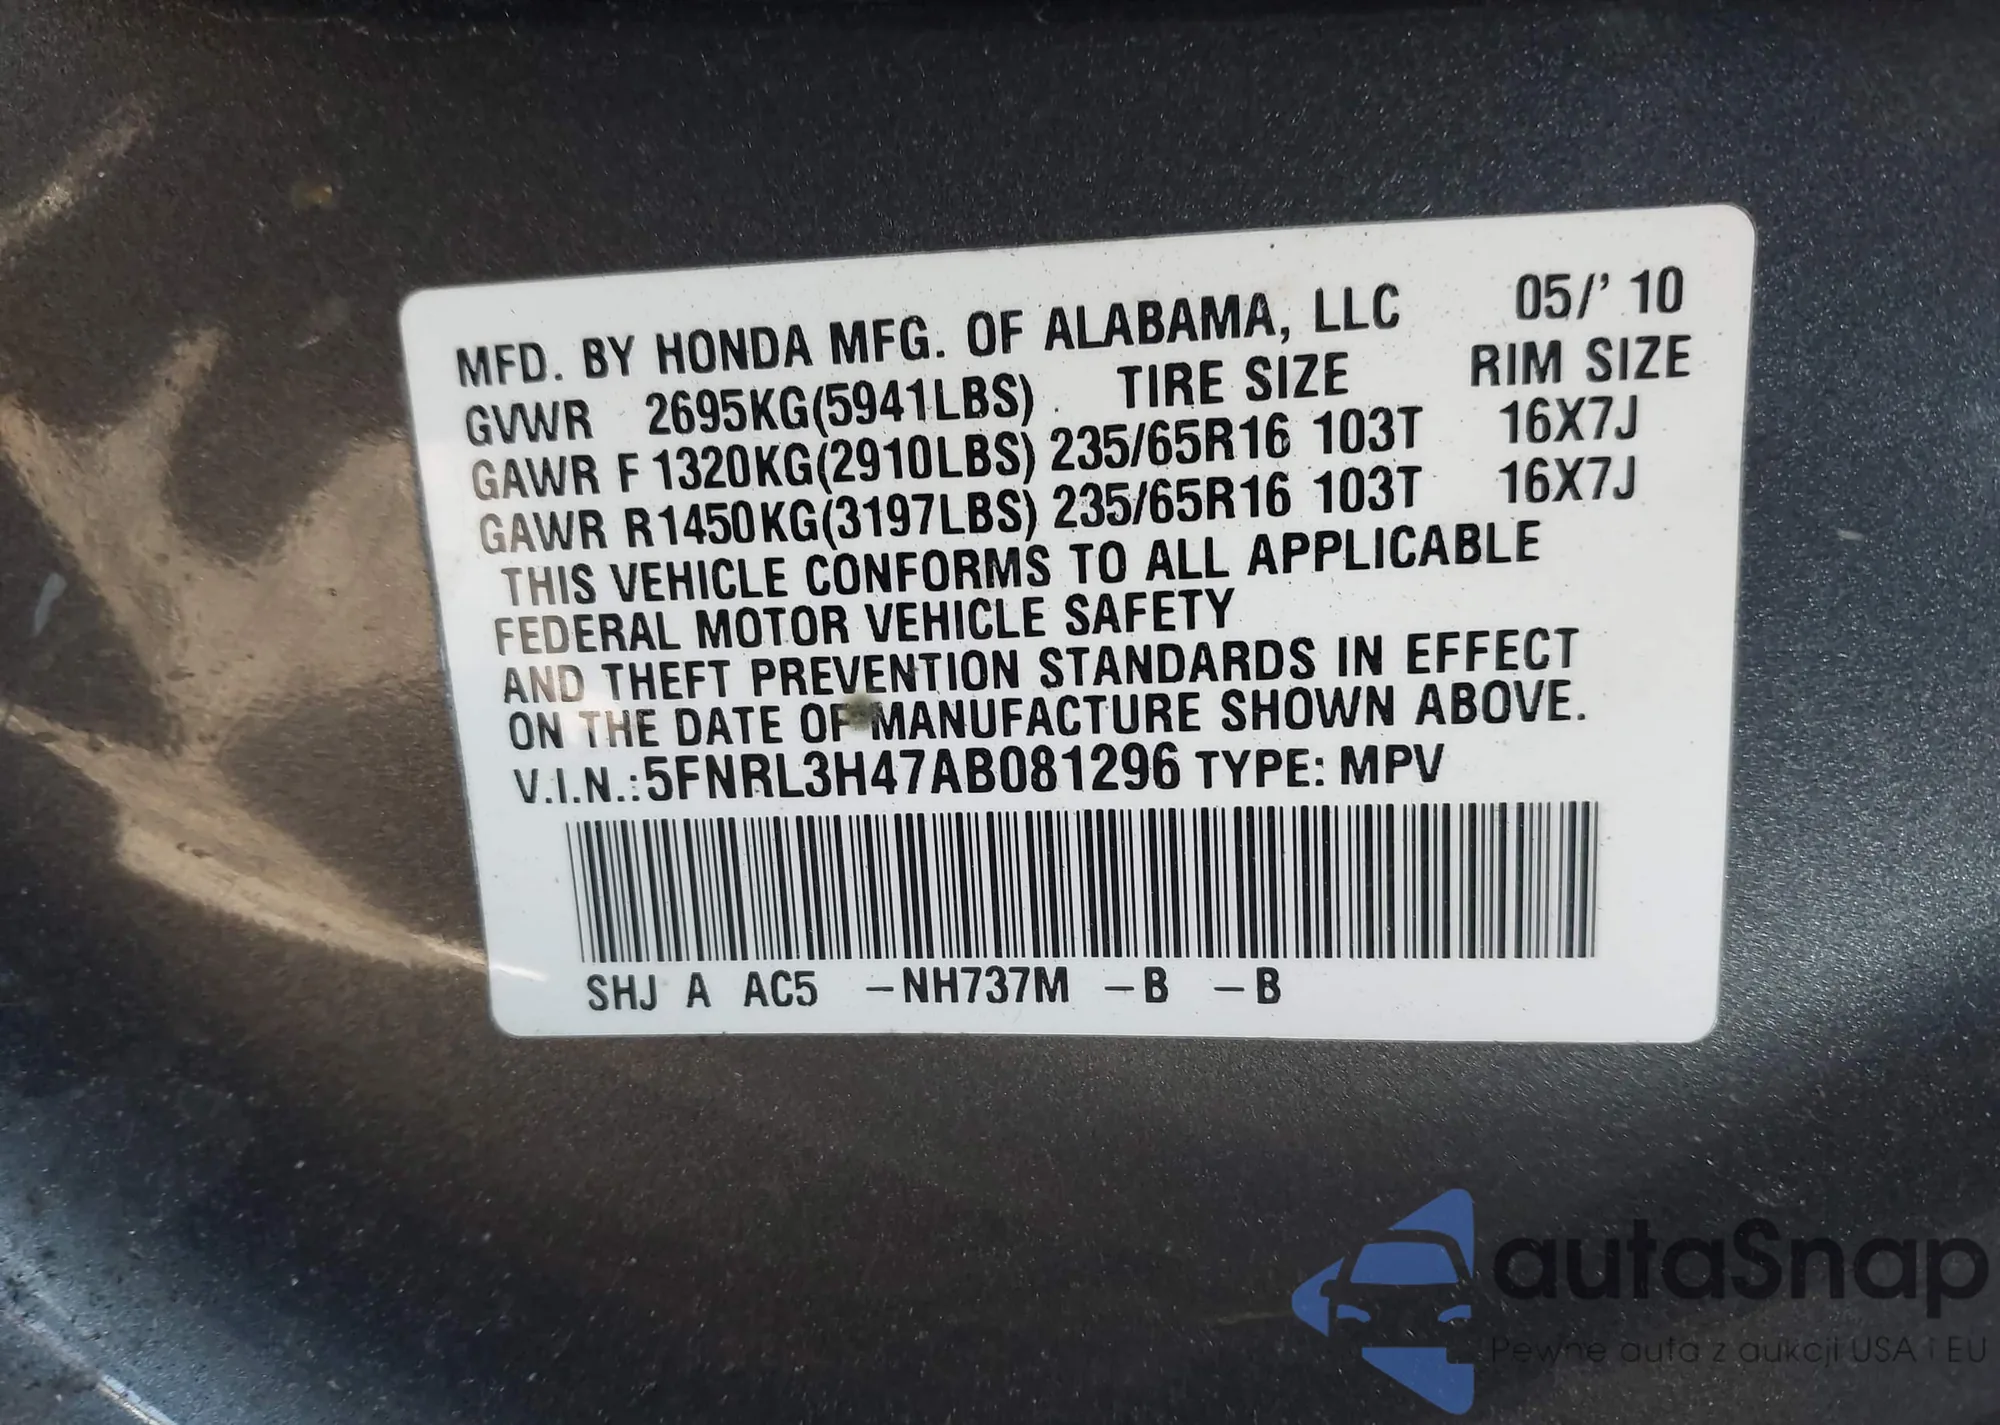 MFD. BY HONDA MFG. OF ALABAMA, LLC 05/' 10
GVWR 2695KG(5941LBS) TIRE SIZE RIM SIZE
GAWR F 1320KG(2910LBS) 235/65R16 103T 16X7J
GAWR R1450KG(3197LBS) 235/65R16 103T 16X7J
THIS VEHICLE CONFORMS TO ALL APPLICABLE
FEDERAL MOTOR VEHICLE SAFETY
AND THEFT PREVENTION STANDARDS IN EFFECT
ON THE DATE OF MANUFACTURE SHOWN ABOVE.
V.I.N.:5FNRL3H47AB081296 TYPE: MPV
SHJ A AC5 -NH737M -B -B
autaSnap
Pewne auta z aukcji USA i EU